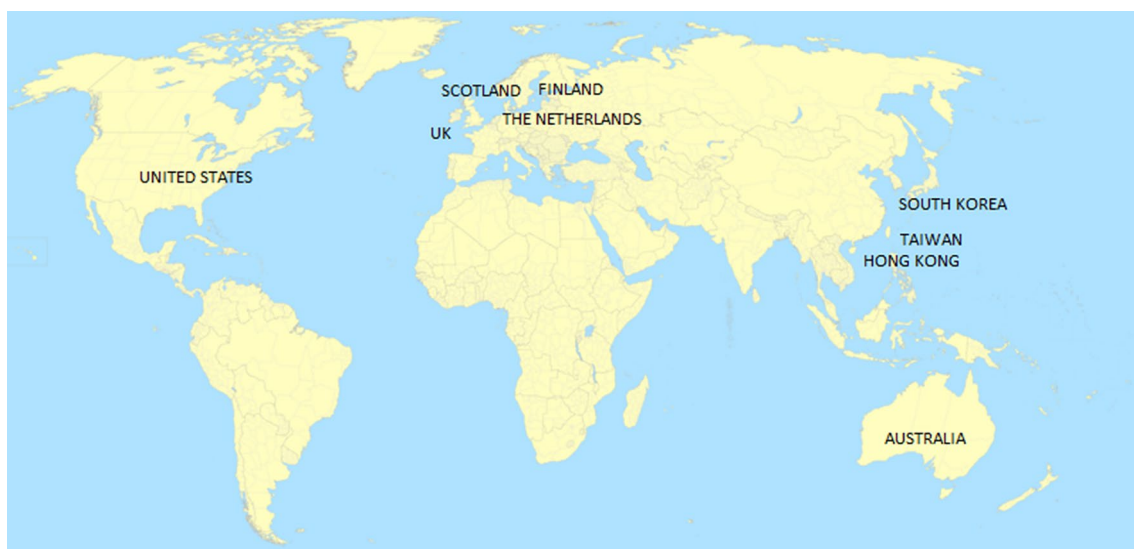 SCOTLAND
FINLAND
THE NETHERLANDS
UK
UNITED STATES
SOUTH KOREA
TAIWAN
HONG KONG
AUSTRALIA